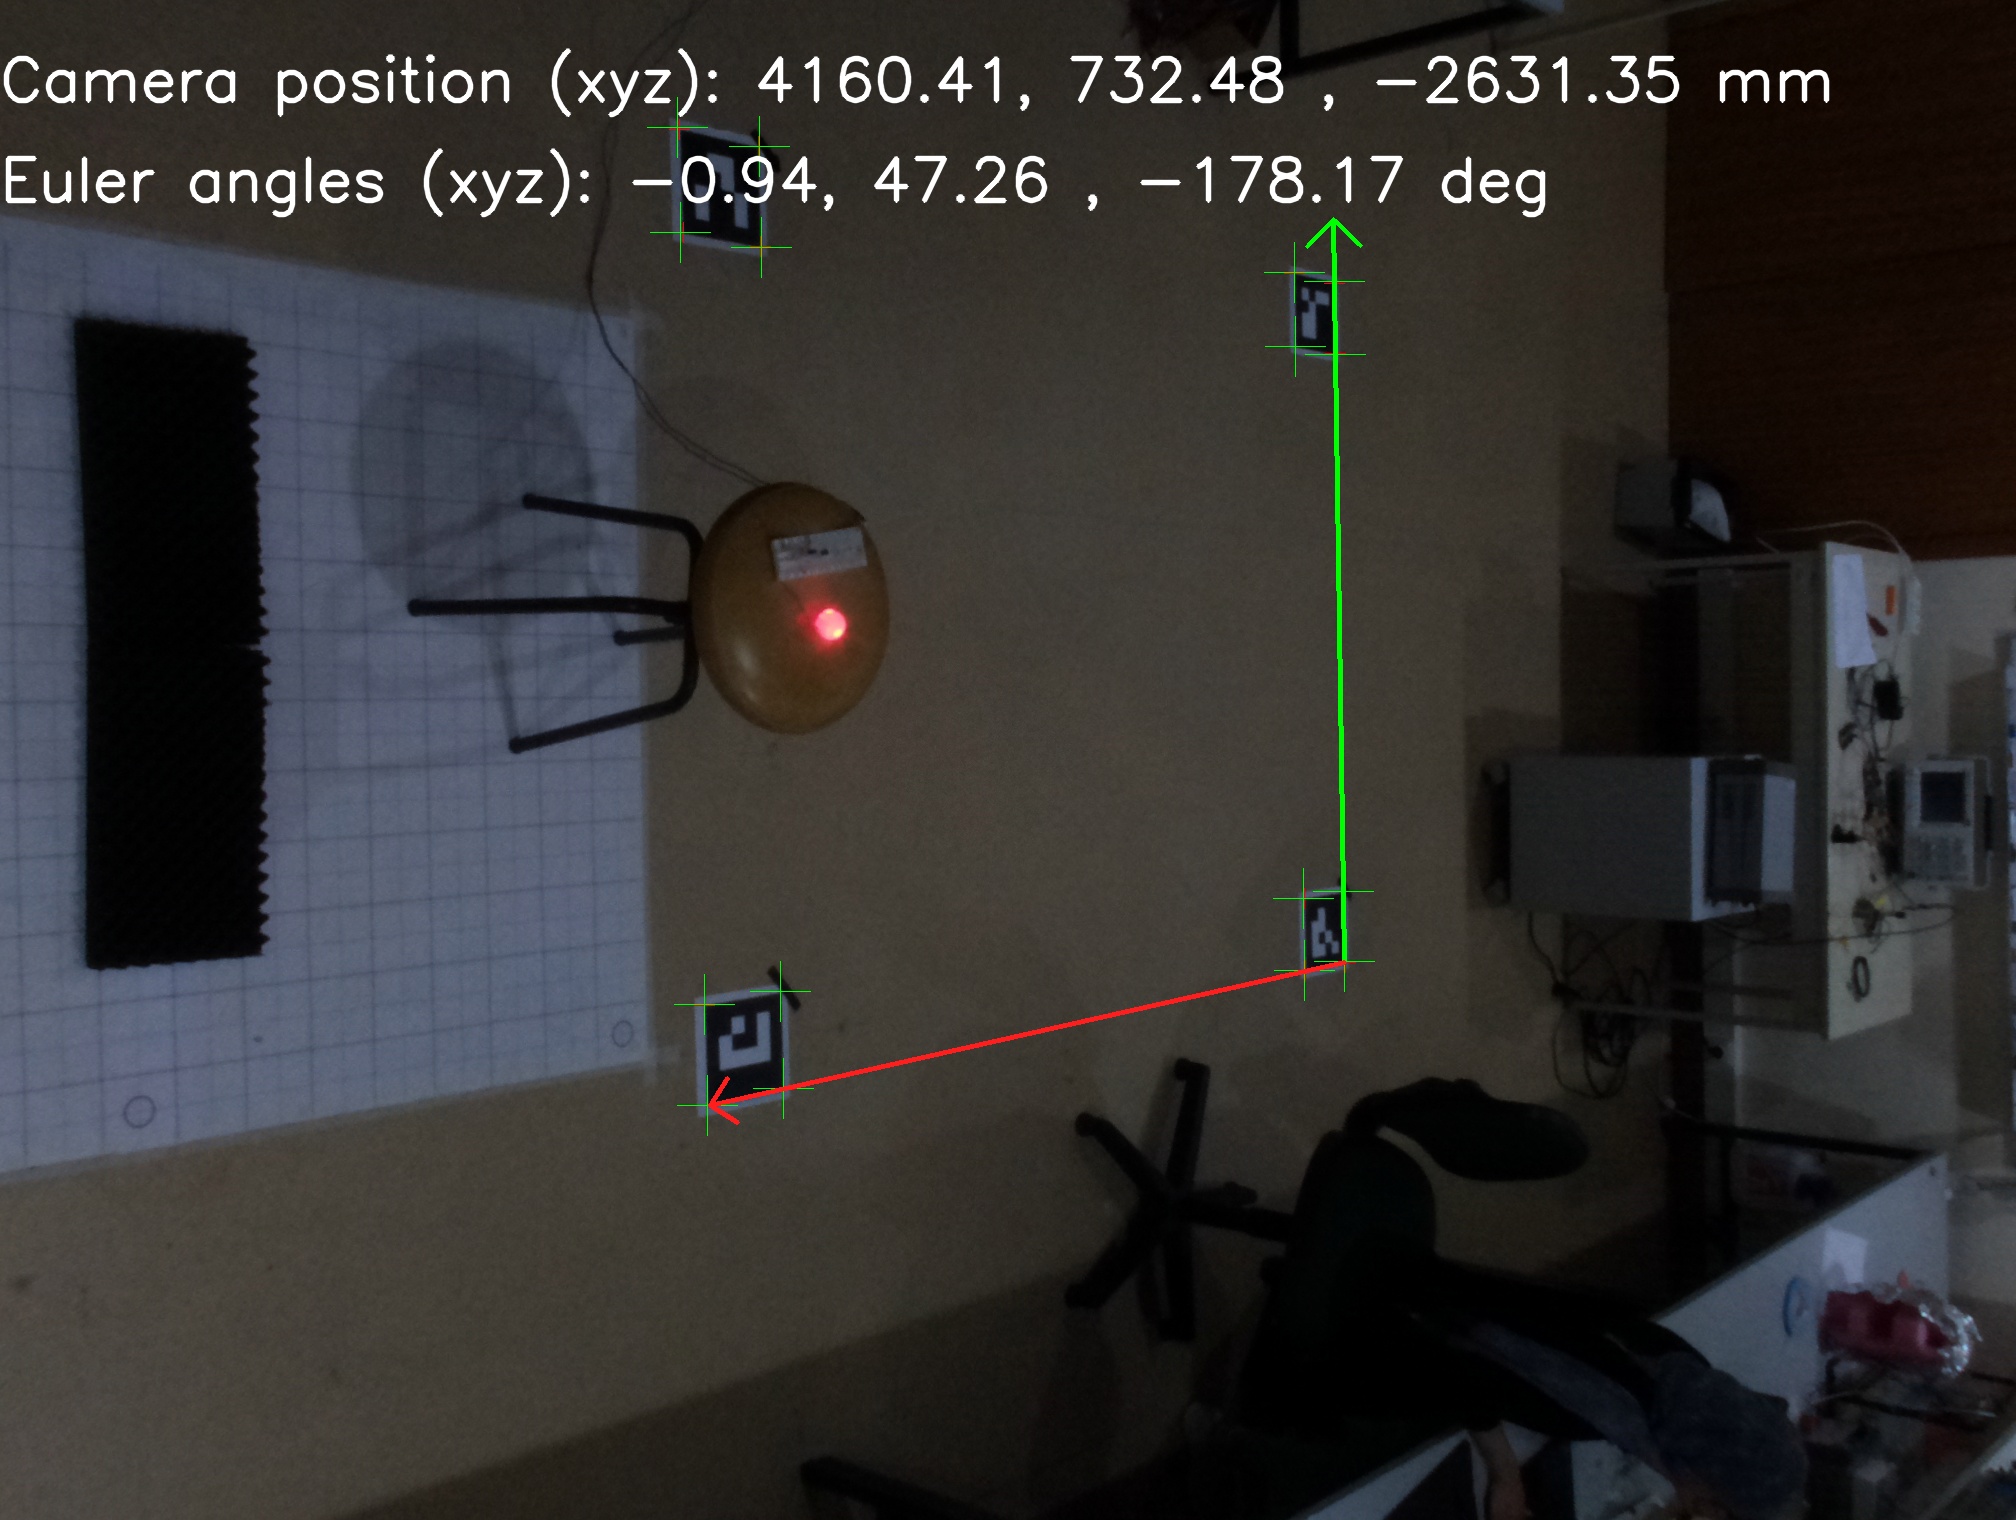 Camera position (xyz): 4160.41, 732.48 , -2631.35 mm
Euler angles (xyz): -0.94, 47.26 , -178.17 deg